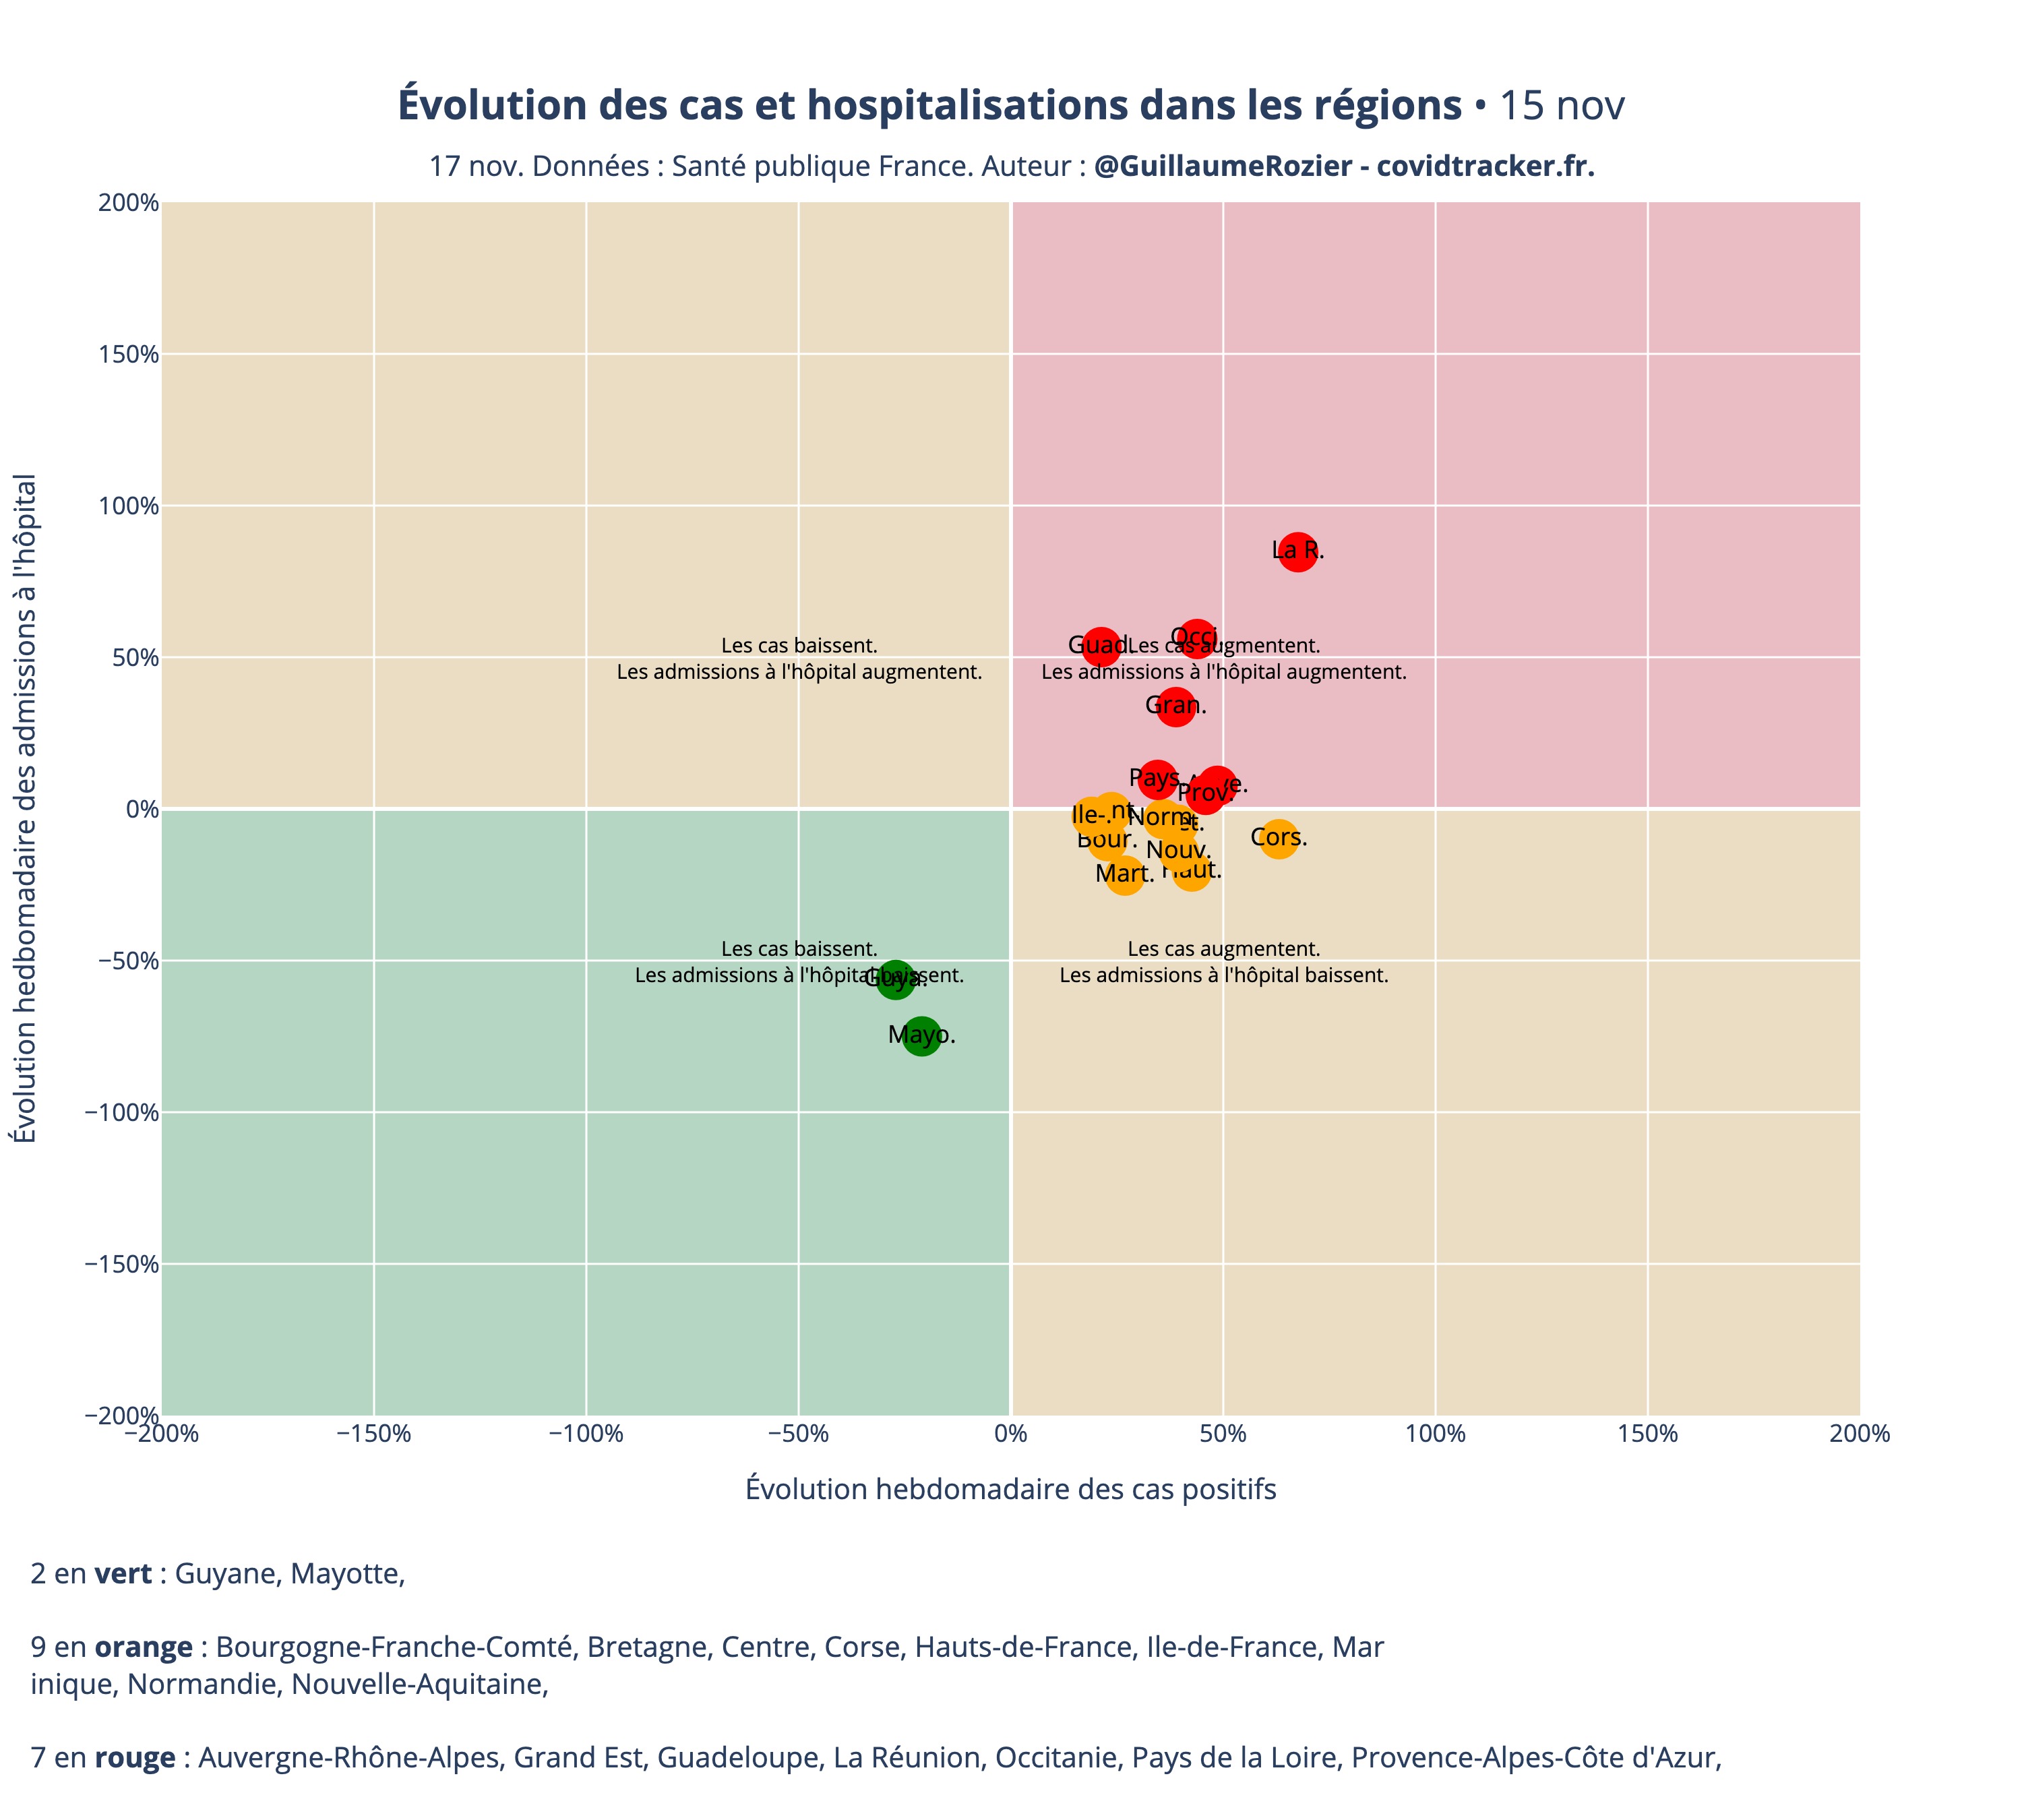 Évolution des cas et hospitalisations dans les régions • 15 nov
17 nov. Données : Santé publique France. Auteur : @GuillaumeRozier - covidtracker.fr.
Évolution hedbomadaire des admissions à l'hôpital
200%
150%
100%
50%
0%
−50%
−100%
−150%
−200%
La R.
Occi.
Guad.
Les cas baissent.
Les admissions à l'hôpital augmentent.
Les cas augmentent.
Les admissions à l'hôpital augmentent.
Gran.
Pays.
Prov.
Ile-.
Norm.
Cors.
Bour.
Nouv.
Mart.
Haut.
Les cas baissent.
Les admissions à l'hôpital baissent.
Les cas augmentent.
Les admissions à l'hôpital baissent.
Guya.
Mayo.
−200%
−150%
−100%
−50%
0%
50%
100%
150%
200%
Évolution hebdomadaire des cas positifs
2 en vert : Guyane, Mayotte,
9 en orange : Bourgogne-Franche-Comté, Bretagne, Centre, Corse, Hauts-de-France, Ile-de-France, Mar
inique, Normandie, Nouvelle-Aquitaine,
7 en rouge : Auvergne-Rhône-Alpes, Grand Est, Guadeloupe, La Réunion, Occitanie, Pays de la Loire, Provence-Alpes-Côte d'Azur,